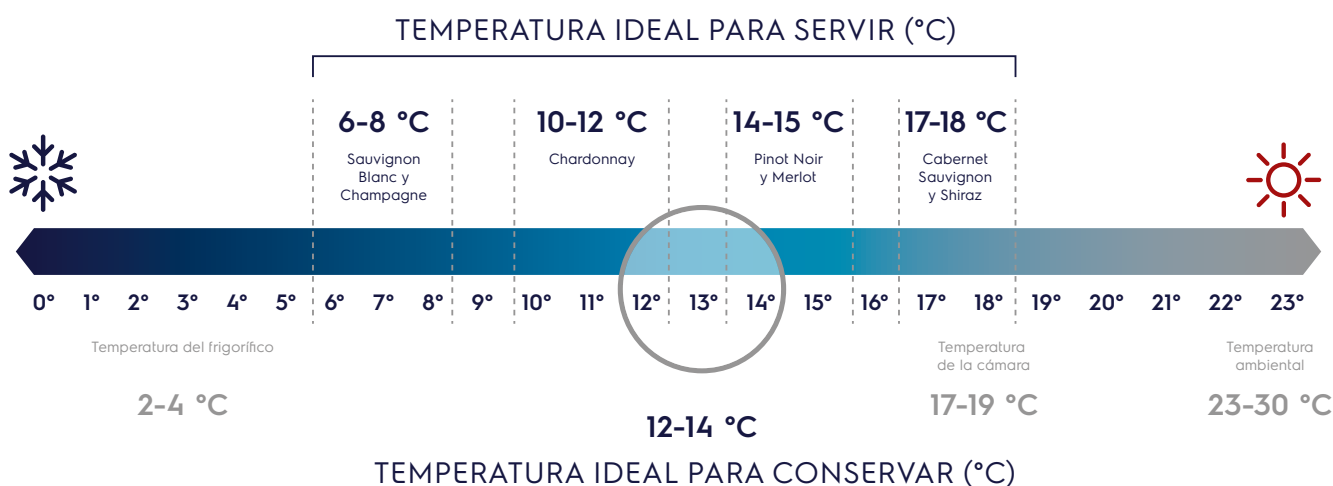 TEMPERATURA IDEAL PARA SERVIR (°C)
6-8 °C
Sauvignon
Blanc y
Champagne
10-12 °C
Chardonnay
14-15 °C
Pinot Noir
y Merlot
17-18 °C
Cabernet
Sauvignon
y Shiraz
0° 1° 2° 3° 4° 5° 6° 7° 8° 9° 10° 11° 12° 13° 14° 15° 16° 17° 18° 19° 20° 21° 22° 23°
Temperatura del frigorífico
2-4 °C
Temperatura
de la cámara
17-19 °C
Temperatura
ambiental
23-30 °C
12-14 °C
TEMPERATURA IDEAL PARA CONSERVAR (°C)